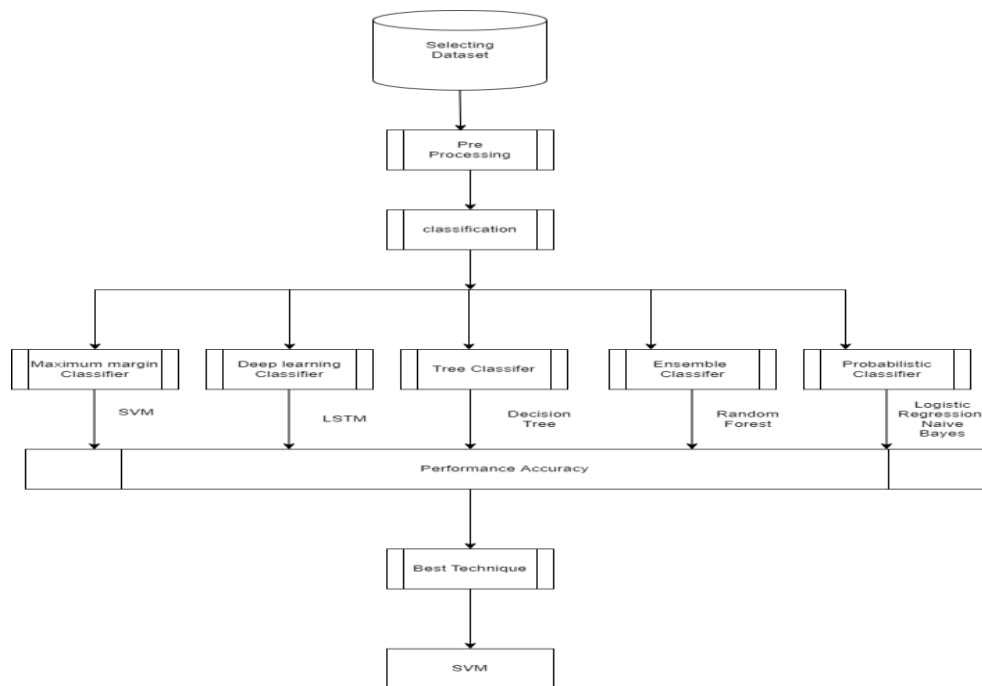 Selecting
Dataset
Pre
Processing
classification
Maximum margin
Classifier
Deep learning
Classifier
Tree Classifer
Ensemble
Classifer
Probabilistic
Classifier
SVM
LSTM
Decision
Tree
Random
Forest
Logistic
Regression
Naive
Bayes
Performance Accuracy
Best Technique
SVM